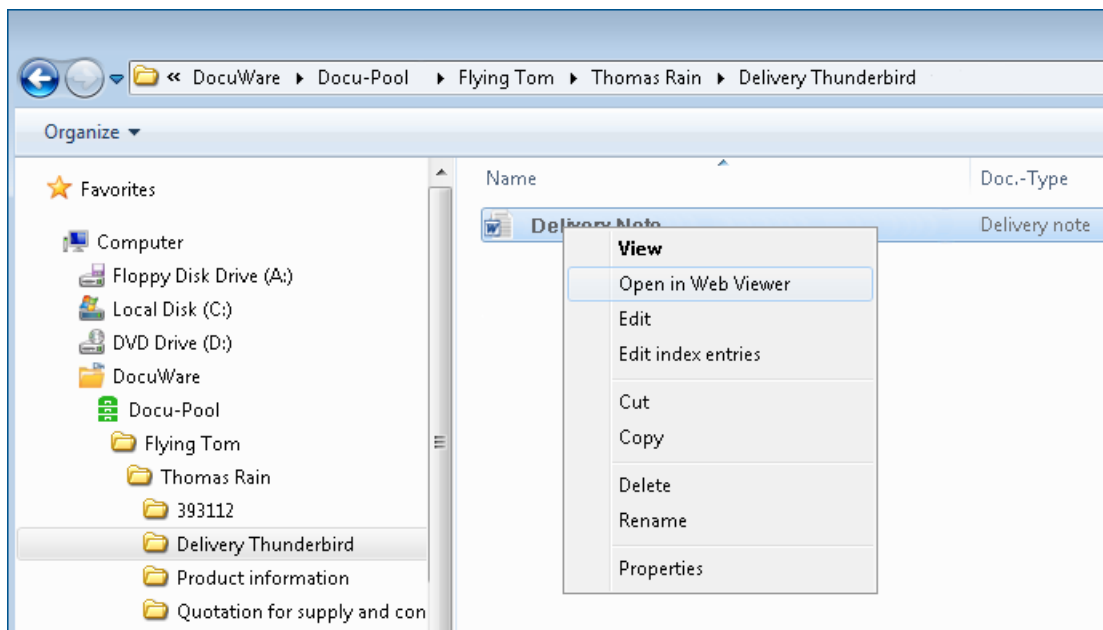 « DocuWare Docu-Pool Flying Tom Thomas Rain Delivery Thunderbird
Organize
Favorites
Computer
Floppy Disk Drive (A:)
Local Disk (C:)
DVD Drive (D:)
DocuWare
Docu-Pool
Flying Tom
Thomas Rain
393112
Delivery Thunderbird
Product information
Quotation for supply and con
Name Doc.-Type
Delivery Note Delivery note
View
Open in Web Viewer
Edit
Edit index entries
Cut
Copy
Delete
Rename
Properties